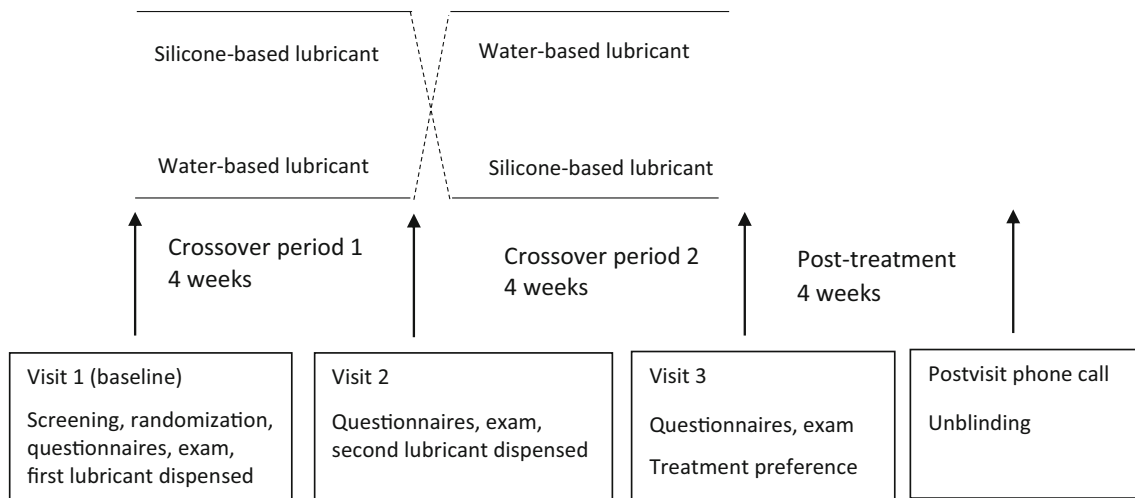 Silicone-based lubricant
Water-based lubricant
Water-based lubricant
Silicone-based lubricant
Crossover period 1
4 weeks
Crossover period 2
4 weeks
Post-treatment
4 weeks
Visit 1 (baseline)
Screening, randomization,
questionnaires, exam,
first lubricant dispensed
Visit 2
Questionnaires, exam,
second lubricant dispensed
Visit 3
Questionnaires, exam
Treatment preference
Postvisit phone call
Unblinding